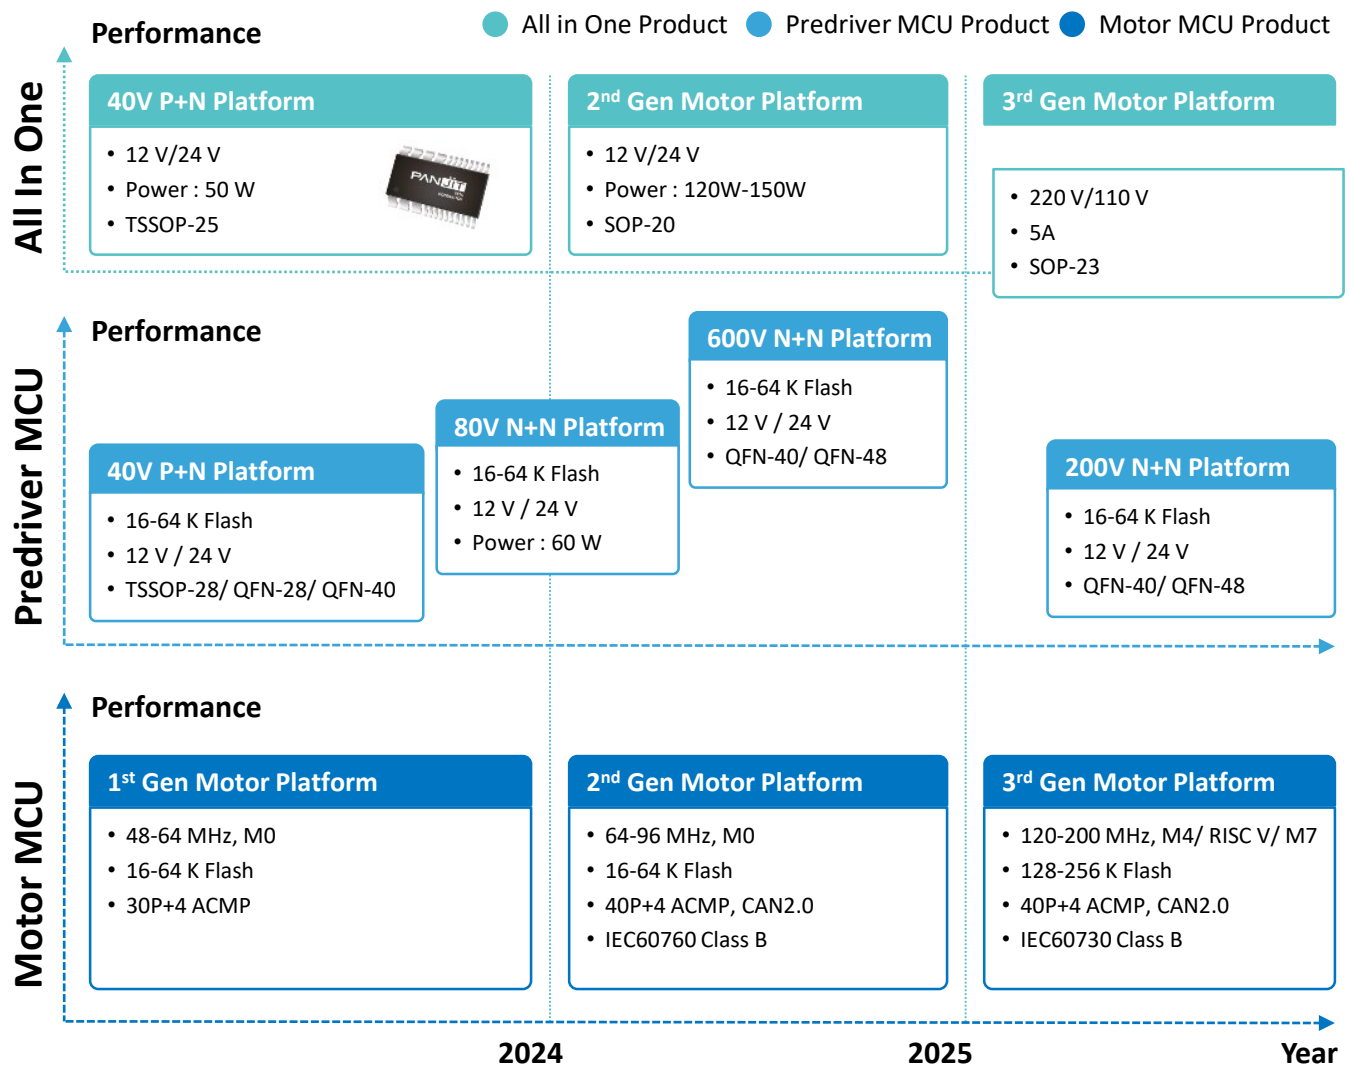 Performance
All in One Product
Predriver MCU Product
Motor MCU Product
All In One
40V P+N Platform
• 12 V/24 V
• Power : 50 W
• TSSOP-25
PANJIT
2nd Gen Motor Platform
• 12 V/24 V
• Power : 120W-150W
• SOP-20
3rd Gen Motor Platform
• 220 V/110 V
• 5A
• SOP-23
Predriver MCU
Performance
40V P+N Platform
• 16-64 K Flash
• 12 V / 24 V
• TSSOP-28/ QFN-28/ QFN-40
80V N+N Platform
• 16-64 K Flash
• 12 V / 24 V
• Power : 60 W
600V N+N Platform
• 16-64 K Flash
• 12 V / 24 V
• QFN-40/ QFN-48
200V N+N Platform
• 16-64 K Flash
• 12 V / 24 V
• QFN-40/ QFN-48
Motor MCU
Performance
1st Gen Motor Platform
• 48-64 MHz, M0
• 16-64 K Flash
• 30P+4 ACMP
2nd Gen Motor Platform
• 64-96 MHz, M0
• 16-64 K Flash
• 40P+4 ACMP, CAN2.0
• IEC60760 Class B
3rd Gen Motor Platform
• 120-200 MHz, M4/ RISC V/ M7
• 128-256 K Flash
• 40P+4 ACMP, CAN2.0
• IEC60730 Class B
2024
2025
Year